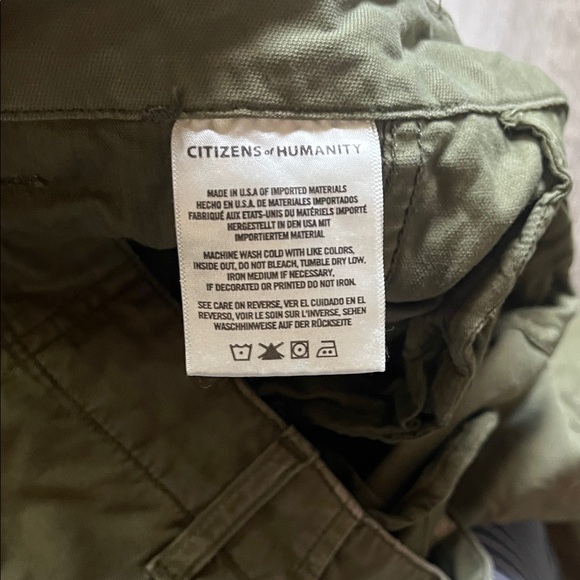 CITIZENS of HUMANITY
MADE IN U.S.A OF IMPORTED MATERIALS
HECHO EN U.S.A. DE MATERIALES IMPORTADOS
FABRIQUÉ AUX ETATS-UNIS DU MATÉRIELS IMPORTÉ
HERGESTELLT IN DEN USA MIT
IMPORTIERTEM MATERIAL
MACHINE WASH COLD WITH LIKE COLORS,
INSIDE OUT, DO NOT BLEACH, TUMBLE DRY LOW.
IRON MEDIUM IF NECESSARY,
IF DECORATED OR PRINTED DO NOT IRON.
SEE CARE ON REVERSE, VER EL CUIDADO EN EL
REVERSO, VOIR LE SOIN SUR L'INVERSE, SEHEN
WASCHHINWEISE AUF DER RÜCKSEITE